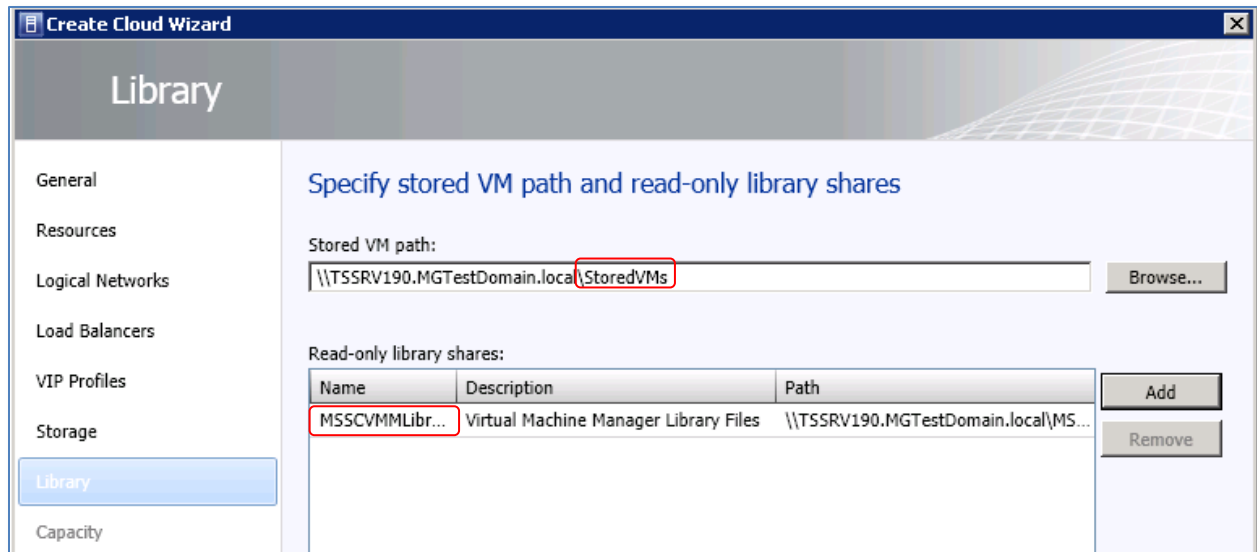 Create Cloud Wizard
Library
General
Resources
Logical Networks
Load Balancers
VIP Profiles
Storage
Library
Capacity
Specify stored VM path and read-only library shares
Stored VM path:
\\TSSRV190.MGTestDomain.local\StoredVMs
Browse...
Read-only library shares:
Name Description Path
MSSCVMMLibr... Virtual Machine Manager Library Files \\TSSRV190.MGTestDomain.local\MS...
Add
Remove